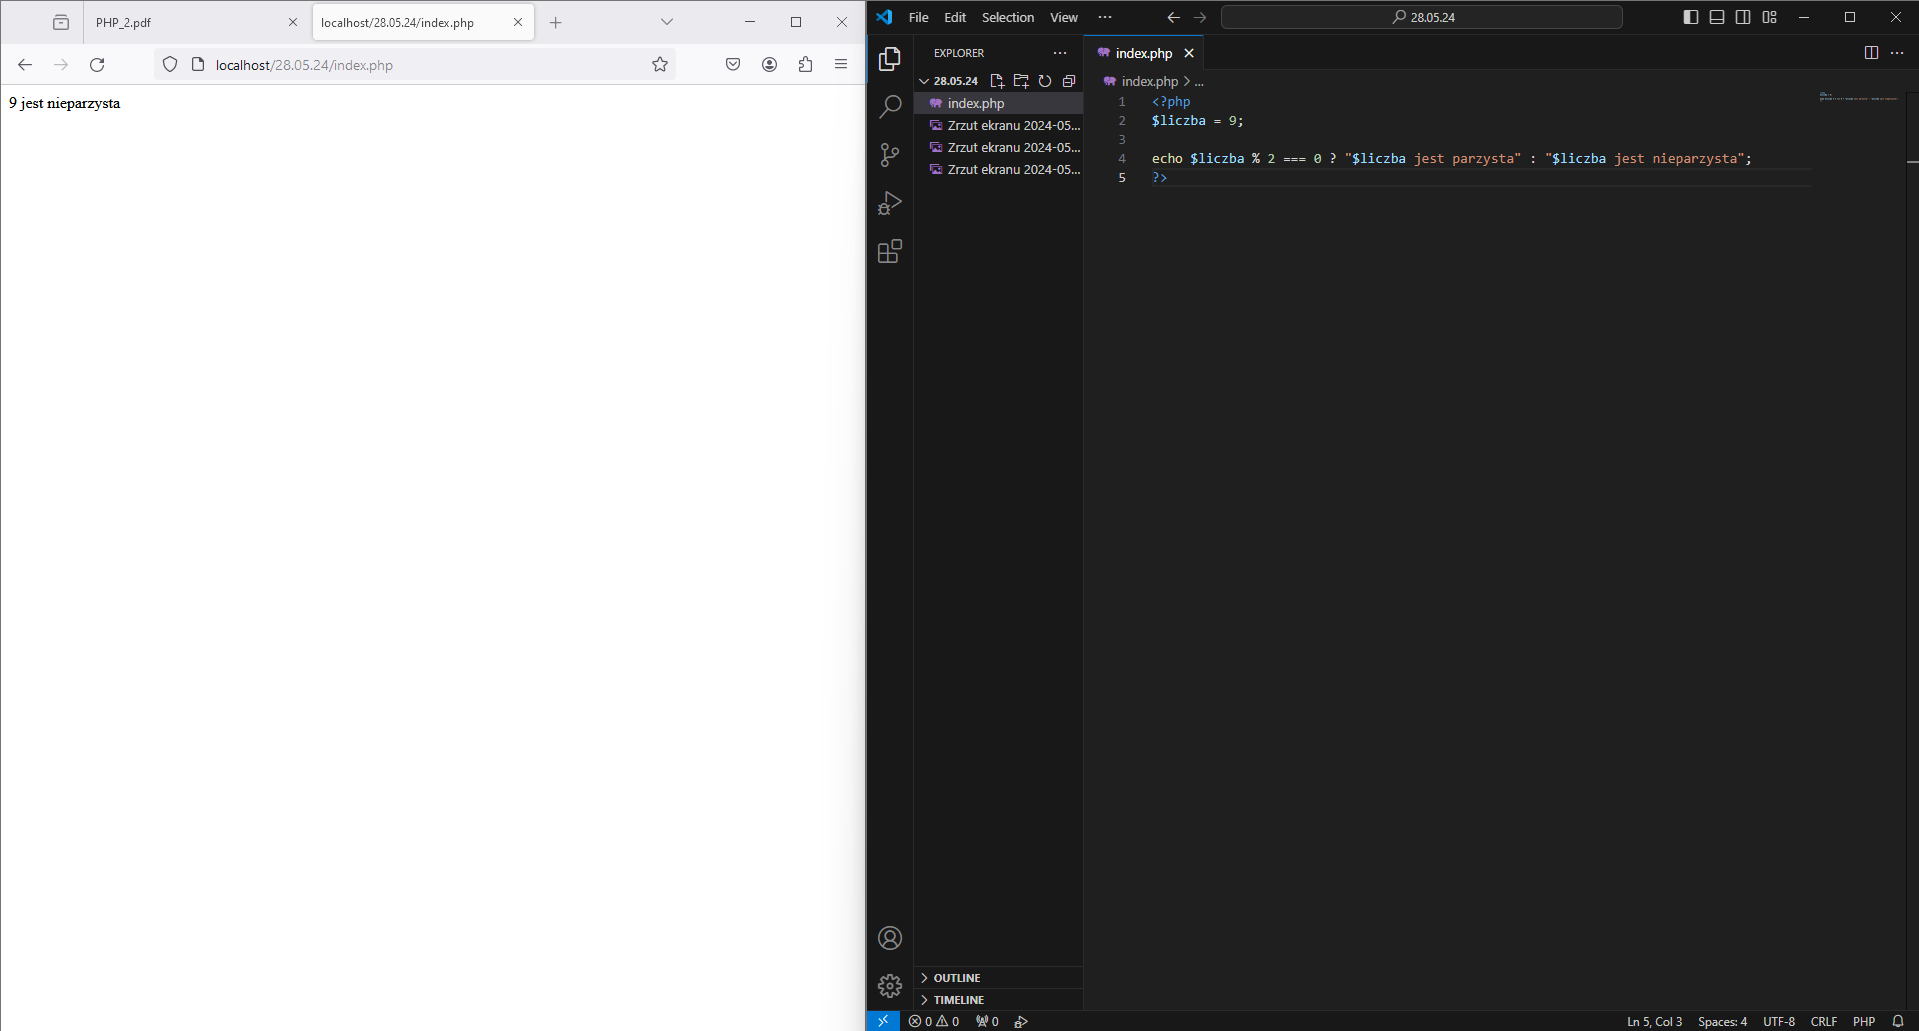 PHP_2.pdf
localhost/28.05.24/index.php
localhost/28.05.24/index.php
9 jest nieparzysta
File Edit Selection View ...
28.05.24
EXPLORER ...
28.05.24
index.php
Zrzut ekranu 2024-05...
Zrzut ekranu 2024-05...
Zrzut ekranu 2024-05...
OUTLINE
TIMELINE
index.php
index.php > ...
1 <?php
2 $liczba = 9;
3
4 echo $liczba % 2 === 0 ? "$liczba jest parzysta" : "$liczba jest nieparzysta";
5 ?>
0 0 0
Ln 5, Col 3 Spaces: 4 UTF-8 CRLF PHP